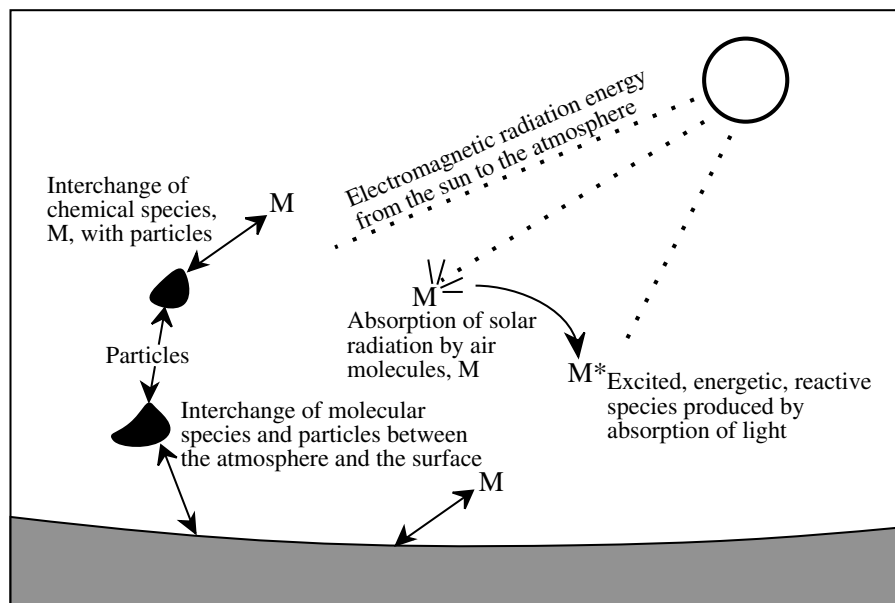 Electromagnetic radiation energy
from the sun to the atmosphere
Interchange of
chemical species,
M, with particles
M
M
Absorption of solar
radiation by air
molecules, M
M*
Excited, energetic, reactive
species produced by
absorption of light
Particles
Interchange of molecular
species and particles between
the atmosphere and the surface
M